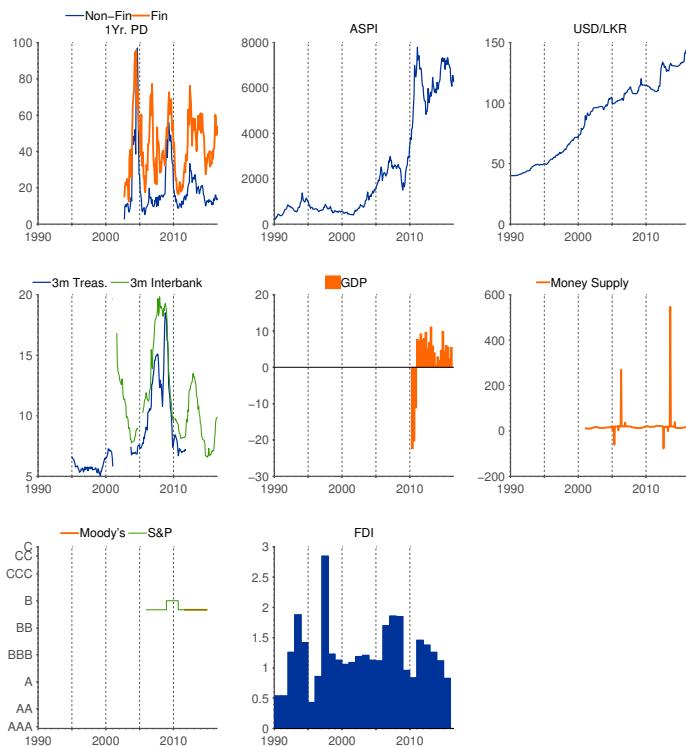 Non−Fin Fin
1Yr. PD
100
80
60
40
20
0
1990 2000 2010
ASPI
8000
6000
4000
2000
0
1990 2000 2010
USD/LKR
150
100
50
0
1990 2000 2010
3m Treas. 3m Interbank
20
15
10
5
1990 2000 2010
GDP
20
10
0
−10
−20
−30
1990 2000 2010
Money Supply
600
400
200
0
−200
1990 2000 2010
Moody's S&P
C
CC
CCC
B
BB
BBB
A
AA
AAA
1990 2000 2010
FDI
3
2.5
2
1.5
1
0.5
0
1990 2000 2010